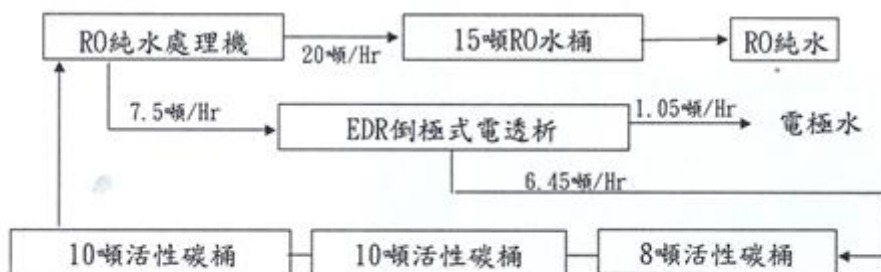 RO純水處理機
20噸/Hr
15噸RO水桶
RO純水
7.5噸/Hr
EDR倒極式電透析
1.05噸/Hr
電極水
6.45噸/Hr
10噸活性碳桶
10噸活性碳桶
8噸活性碳桶